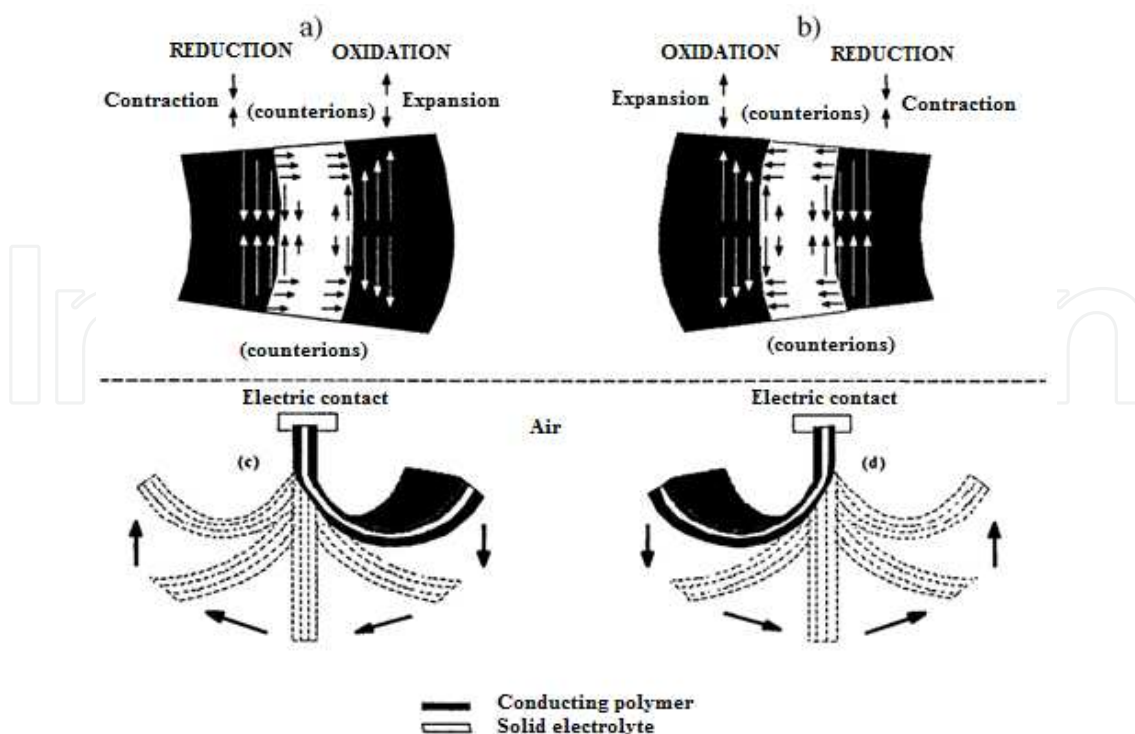 a)
b)
REDUCTION OXIDATION
OXIDATION REDUCTION
Contraction (counterions) Expansion
Expansion (counterions) Contraction
(counterions)
(counterions)
Electric contact
Electric contact
Air
(c)
(d)
Conducting polymer
Solid electrolyte